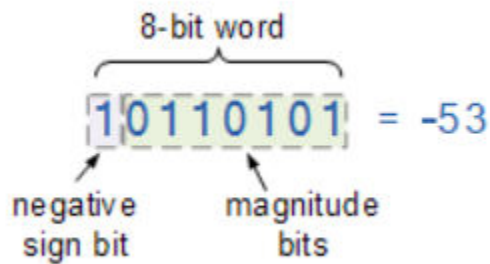 8-bit word
10110101 = -53
negative sign bit
magnitude bits